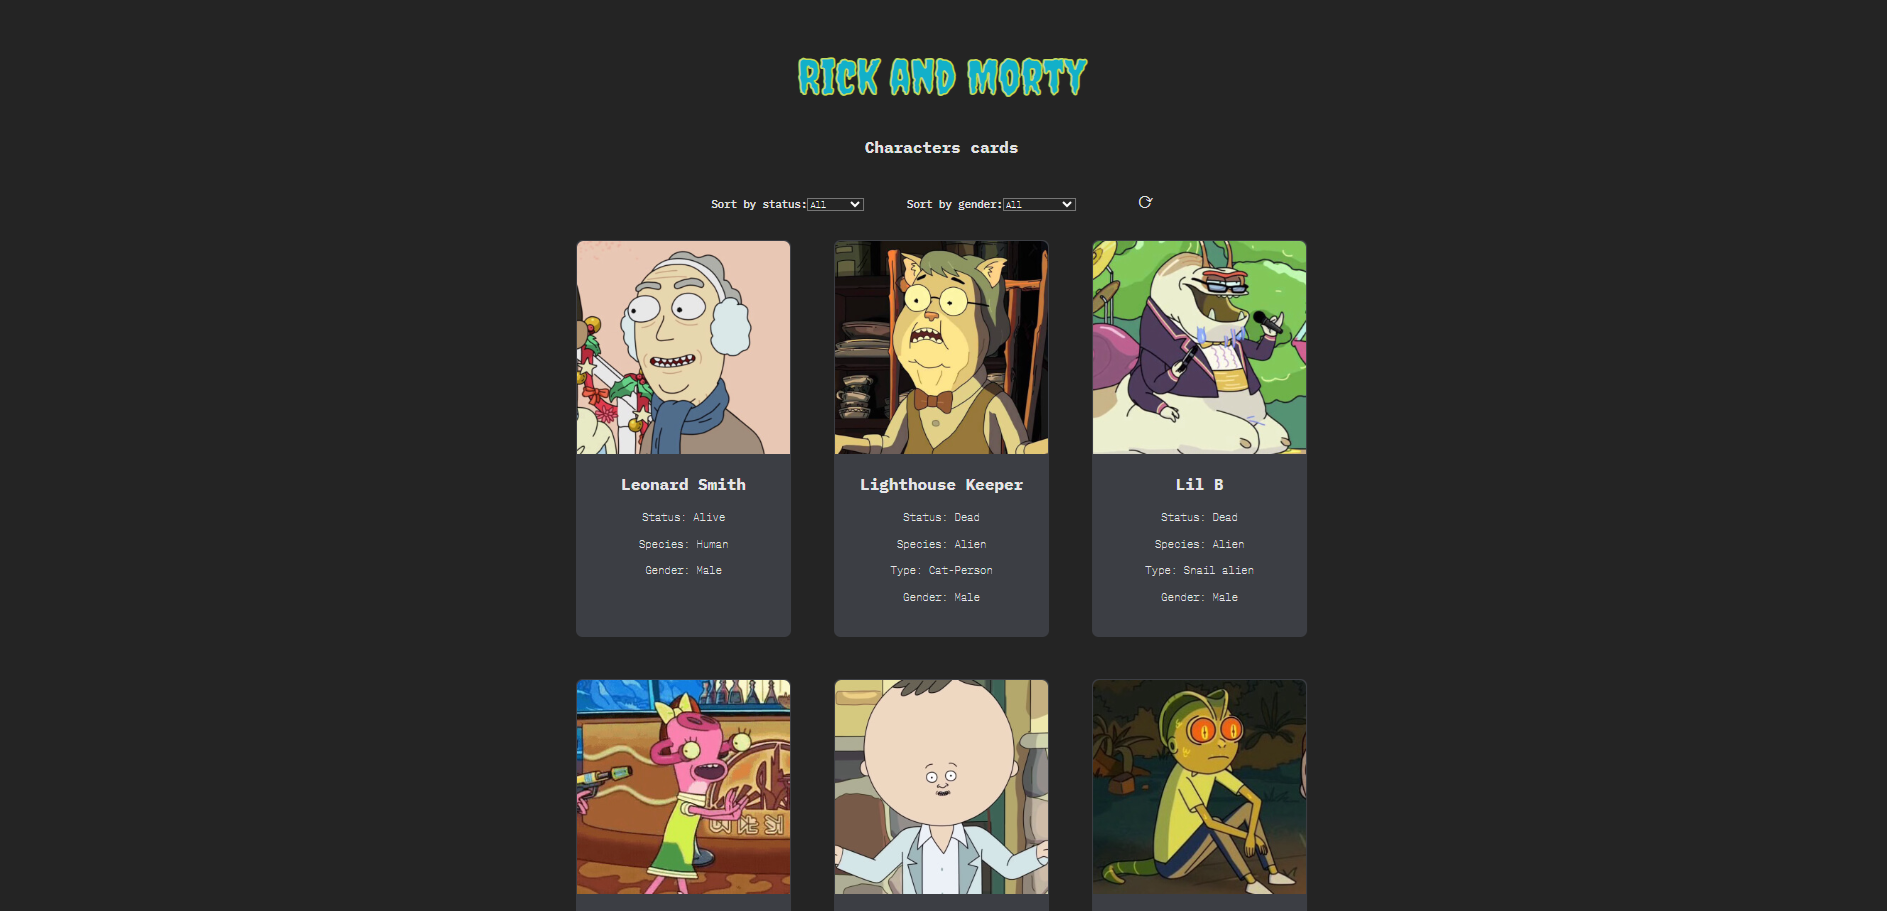 RICK AND MORTY
Characters cards
Sort by status: All Sort by gender: All
Leonard Smith
Status: Alive
Species: Human
Gender: Male
Lighthouse Keeper
Status: Dead
Species: Alien
Type: Cat-Person
Gender: Male
Lil B
Status: Dead
Species: Alien
Type: Snail alien
Gender: Male